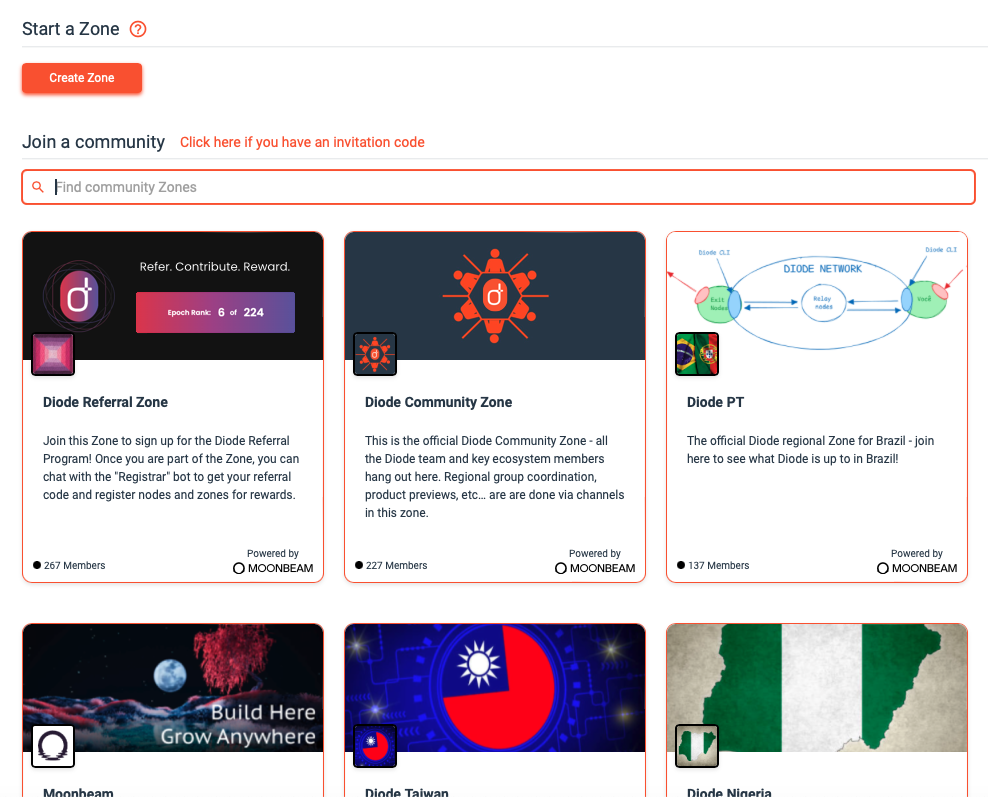 Start a Zone ?
Create Zone
Join a community Click here if you have an invitation code
Find community Zones
Refer. Contribute. Reward.
Epoch Rank: 6 of 224
d
Diode Referral Zone
Join this Zone to sign up for the Diode Referral
Program! Once you are part of the Zone, you can
chat with the "Registrar" bot to get your referral
code and register nodes and zones for rewards.
267 Members
Powered by
MOONBEAM
d
Diode Community Zone
This is the official Diode Community Zone - all
the Diode team and key ecosystem members
hang out here. Regional group coordination,
product previews, etc... are are done via channels
in this zone.
227 Members
Powered by
MOONBEAM
Diode CLI
Diode CLI
DIODE NETWORK
Exit
Nodes
Relay
nodes
Você
Diode PT
The official Diode regional Zone for Brazil - join
here to see what Diode is up to in Brazil!
137 Members
Powered by
MOONBEAM
Build Here
Grow Anywhere
Moonbeam
Diode Taiwan
Diode Nigeria